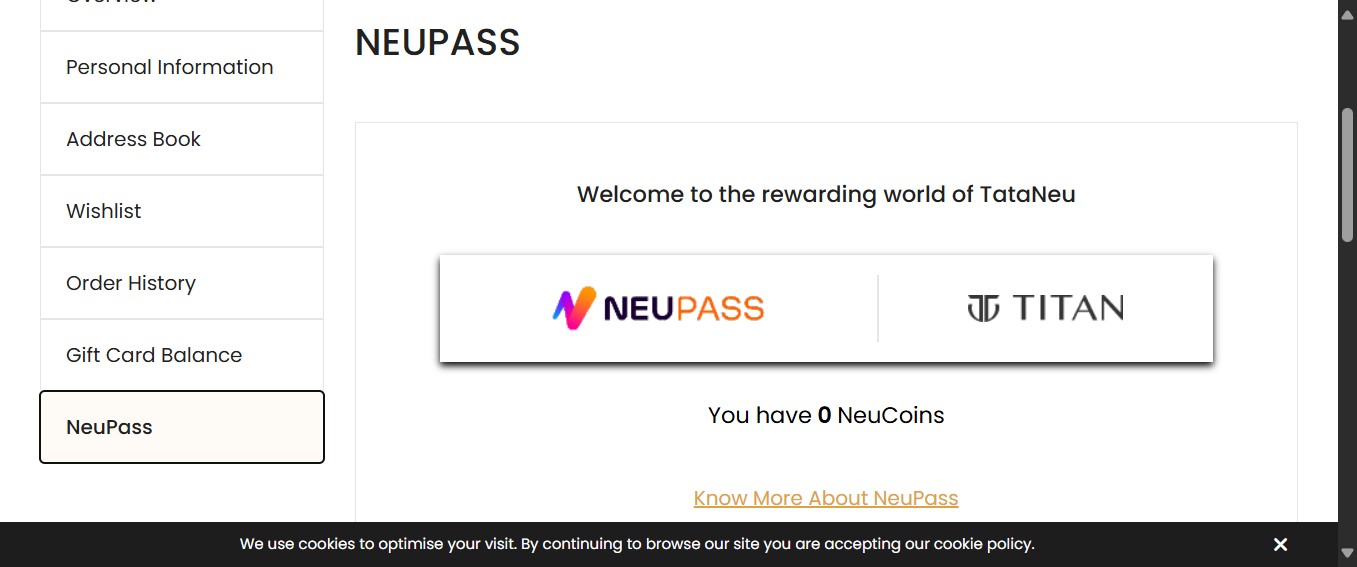 Overview
Personal Information
Address Book
Wishlist
Order History
Gift Card Balance
NeuPass
NEUPASS
Welcome to the rewarding world of TataNeu
NEUPASS
TITAN
You have 0 NeuCoins
Know More About NeuPass
We use cookies to optimise your visit. By continuing to browse our site you are accepting our cookie policy.